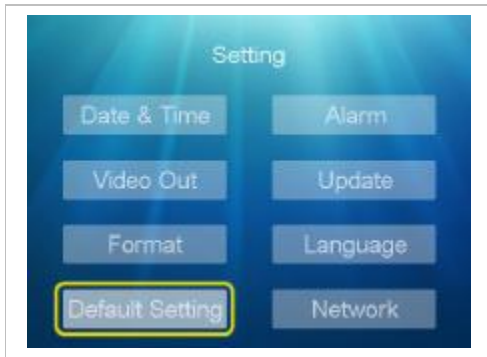 Setting
Date & Time Alarm
Video Out Update
Format Language
Default Setting Network